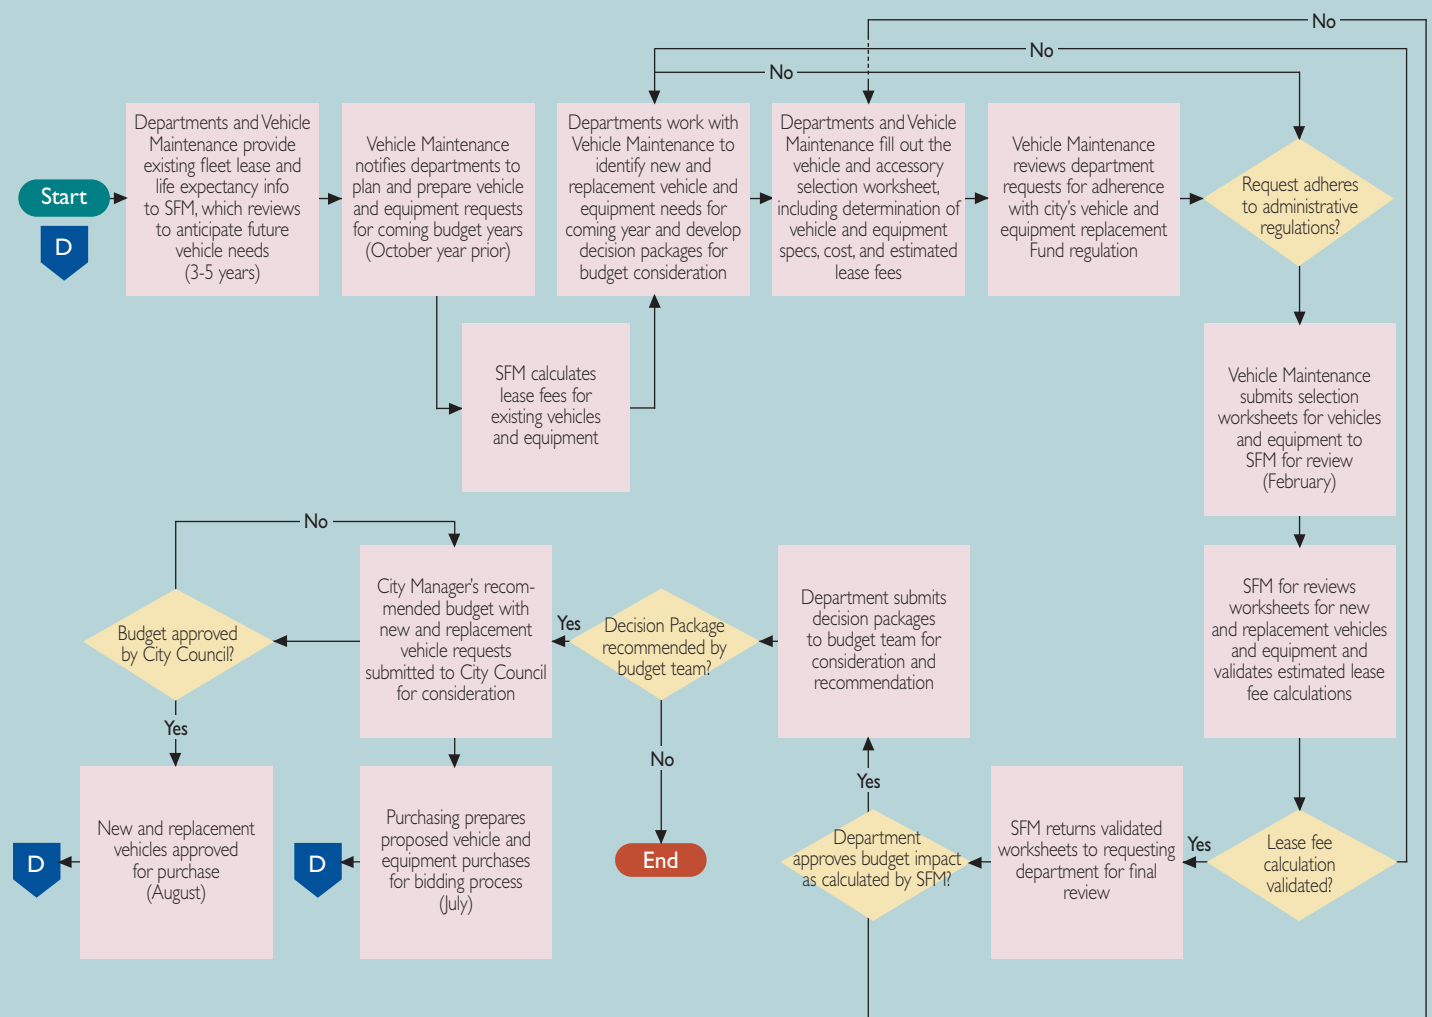 No
No
No
Start
D
Departments and Vehicle
Maintenance provide
existing fleet lease and
life expectancy info
to SFM, which reviews
to anticipate future
vehicle needs
(3-5 years)
Vehicle Maintenance
notifies departments to
plan and prepare vehicle
and equipment requests
for coming budget years
(October year prior)
Departments work with
Vehicle Maintenance to
identify new and
replacement vehicle and
equipment needs for
coming year and develop
decision packages for
budget consideration
Departments and Vehicle
Maintenance fill out the
vehicle and accessory
selection worksheet,
including determination of
vehicle and equipment
specs, cost, and estimated
lease fees
Vehicle Maintenance
reviews department
requests for adherence
with city's vehicle and
equipment replacement
Fund regulation
Request adheres
to administrative
regulations?
SFM calculates
lease fees for
existing vehicles
and equipment
Vehicle Maintenance
submits selection
worksheets for vehicles
and equipment to
SFM for review
(February)
SFM for reviews
worksheets for new
and replacement vehicles
and equipment and
validates estimated lease
fee calculations
Lease fee
calculation
validated?
Yes
SFM returns validated
worksheets to requesting
department for final
review
Department
approves budget impact
as calculated by SFM?
Yes
Department submits
decision packages
to budget team for
consideration and
recommendation
Decision Package
recommended by
budget team?
No
End
Yes
City Manager's recom-
mended budget with
new and replacement
vehicle requests
submitted to City Council
for consideration
No
Budget approved
by City Council?
Yes
New and replacement
vehicles approved
for purchase
(August)
D
Purchasing prepares
proposed vehicle and
equipment purchases
for bidding process
(July)
D